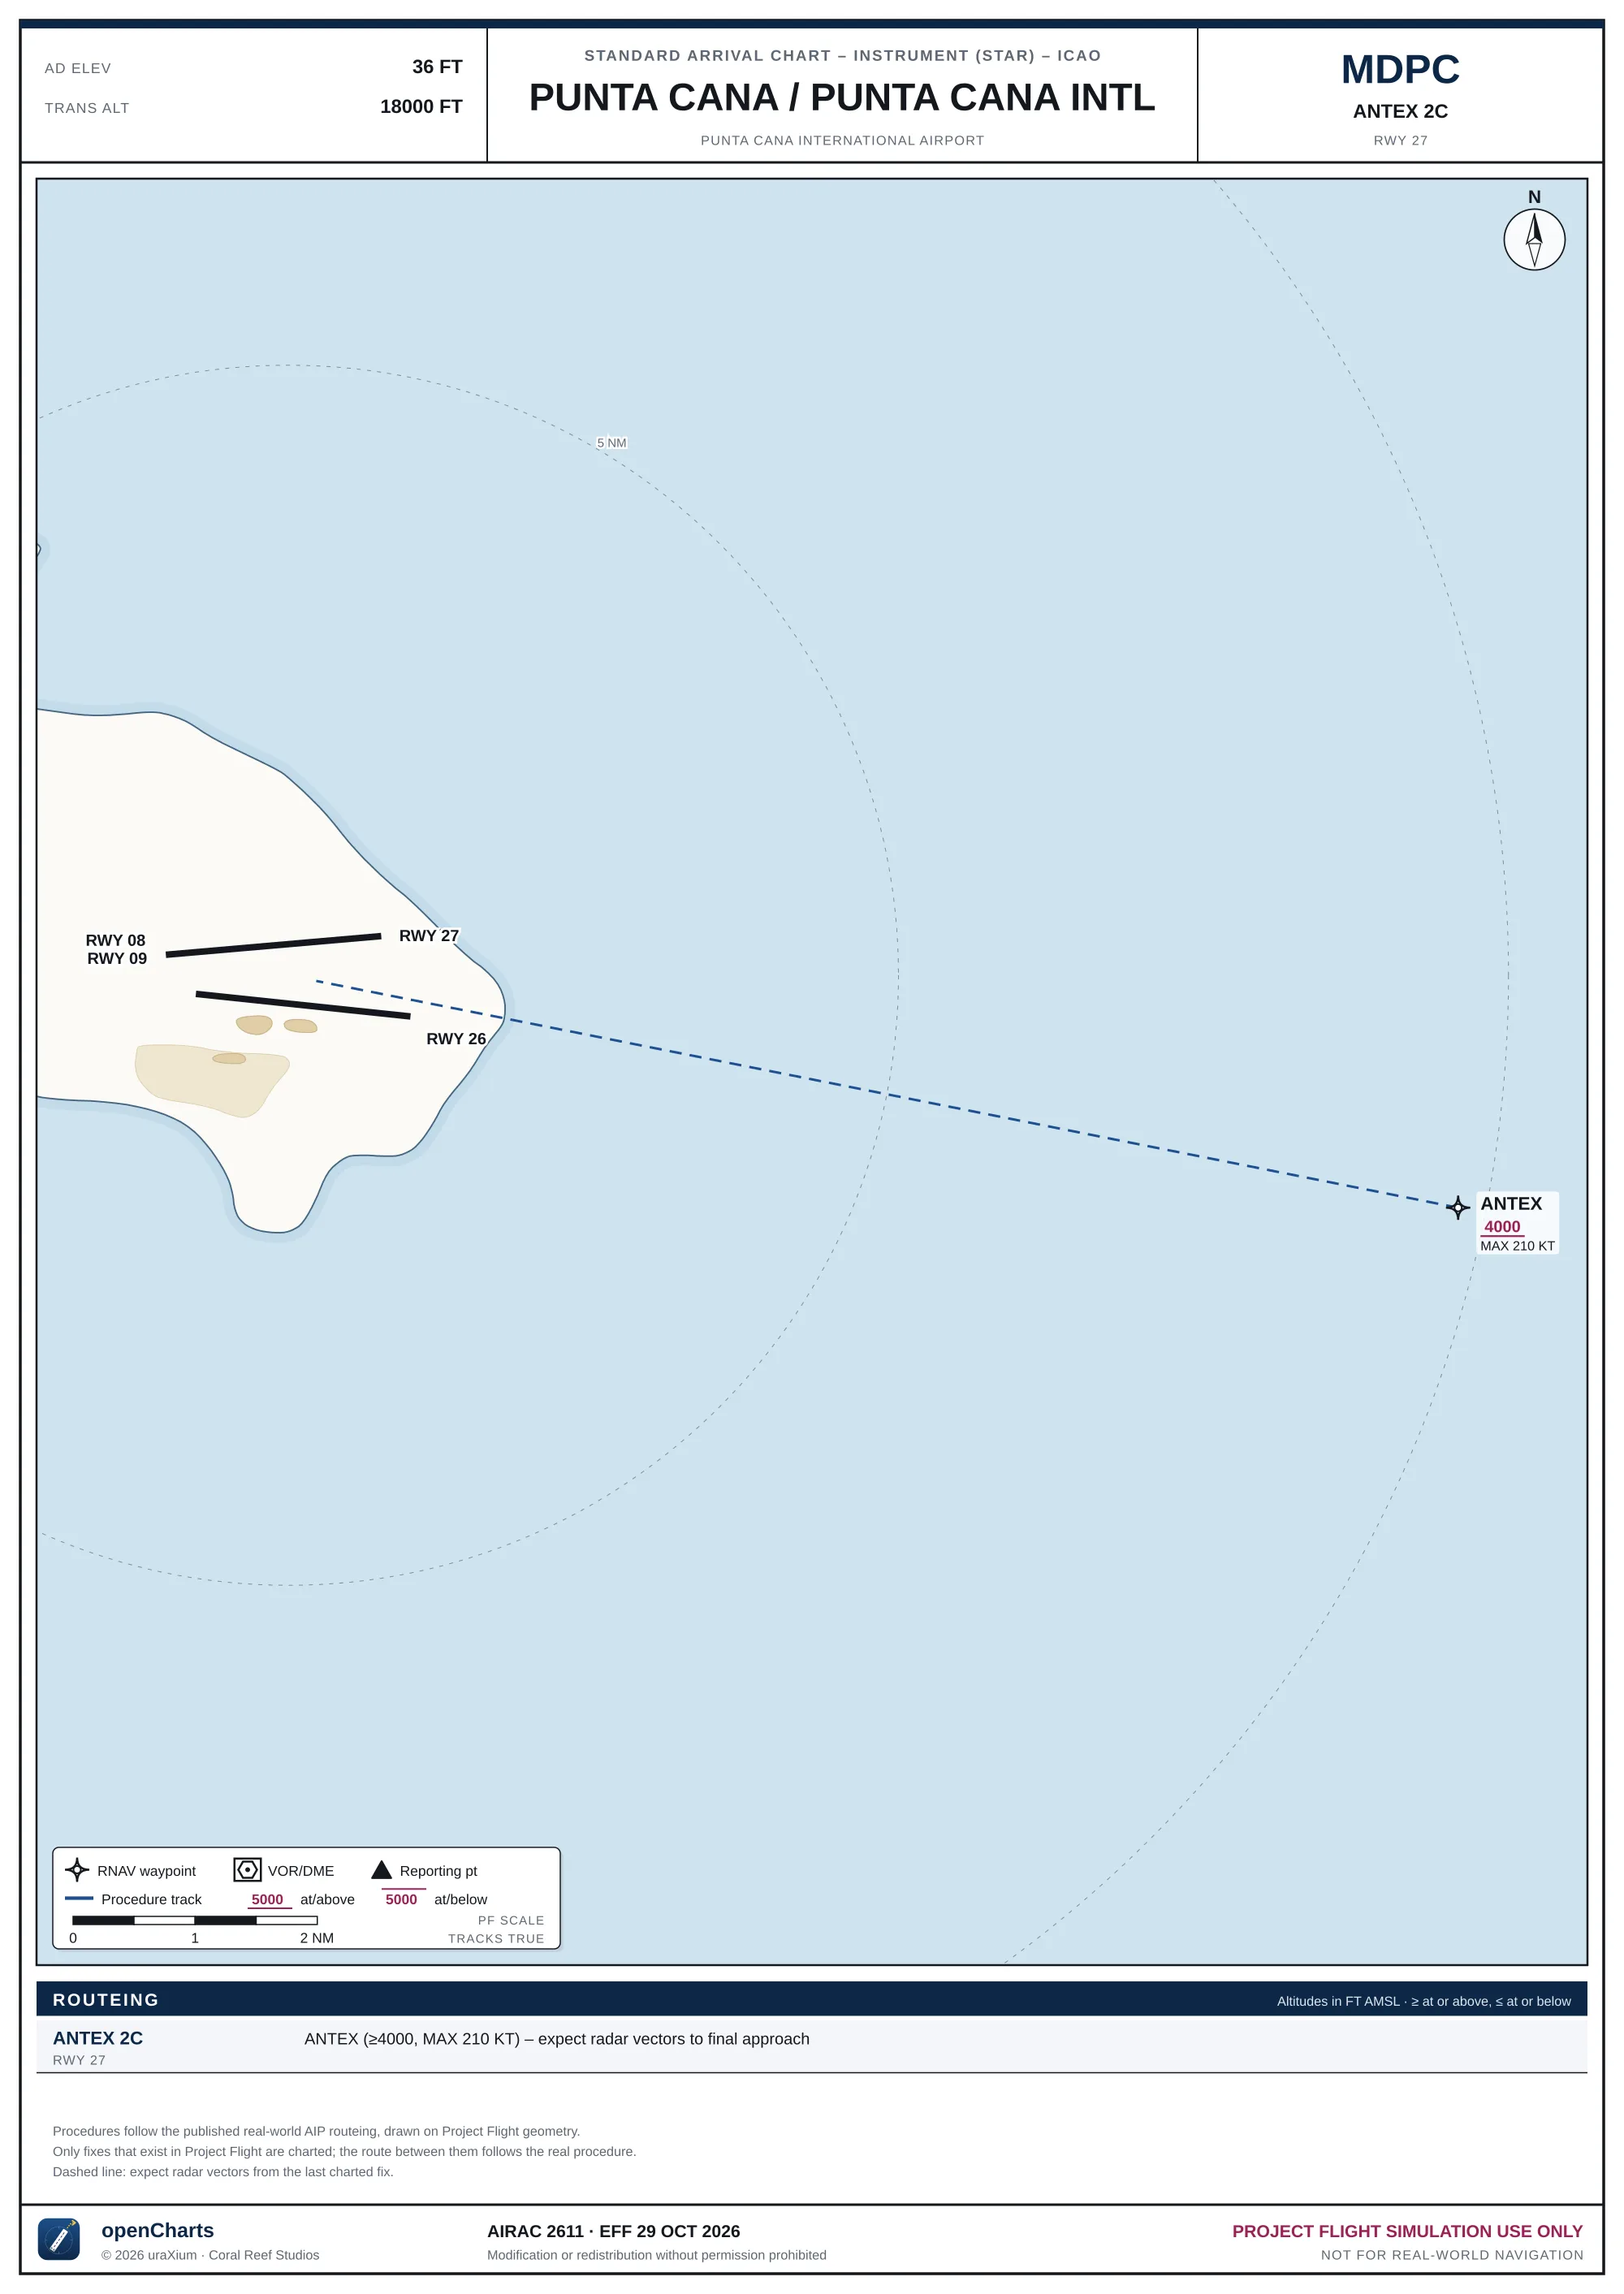 AD ELEV 36 FT
TRANS ALT 18000 FT
STANDARD ARRIVAL CHART – INSTRUMENT (STAR) – ICAO
PUNTA CANA / PUNTA CANA INTL
PUNTA CANA INTERNATIONAL AIRPORT
MDPC
ANTEX 2C
RWY 27
N
5 NM
RWY 08
RWY 09
RWY 27
RWY 26
ANTEX
4000
MAX 210 KT
RNAV waypoint VOR/DME Reporting pt
Procedure track 5000 at/above 5000 at/below
PF SCALE
0 1 2 NM TRACKS TRUE
ROUTEING Altitudes in FT AMSL · ≥ at or above, ≤ at or below
ANTEX 2C ANTEX (≥4000, MAX 210 KT) – expect radar vectors to final approach
RWY 27
Procedures follow the published real-world AIP routeing, drawn on Project Flight geometry.
Only fixes that exist in Project Flight are charted; the route between them follows the real procedure.
Dashed line: expect radar vectors from the last charted fix.
openCharts
© 2026 uraXium · Coral Reef Studios
AIRAC 2611 · EFF 29 OCT 2026
Modification or redistribution without permission prohibited
PROJECT FLIGHT SIMULATION USE ONLY
NOT FOR REAL-WORLD NAVIGATION